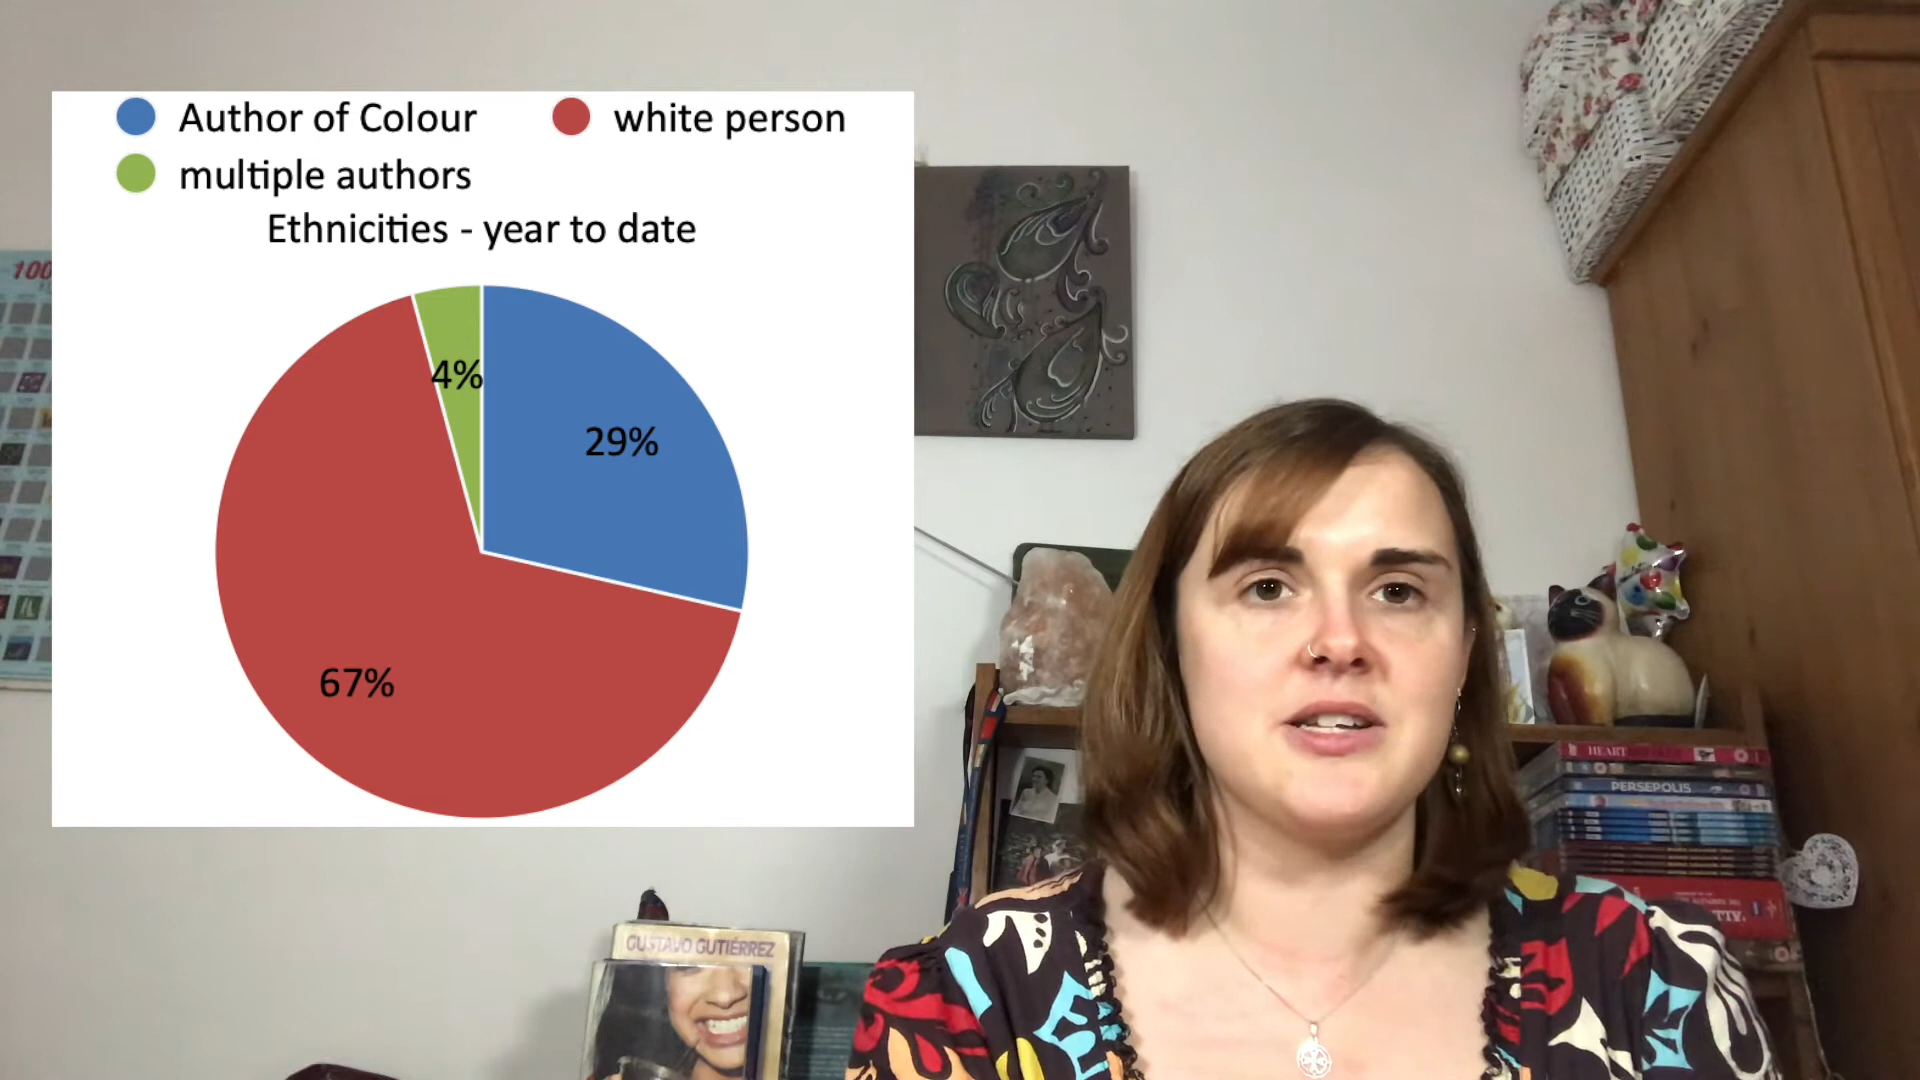 Author of Colour
white person
multiple authors
Ethnicities - year to date
4%
29%
67%
100
GUSTAVO GUTIÉRREZ
HEART
PERSEPOLIS